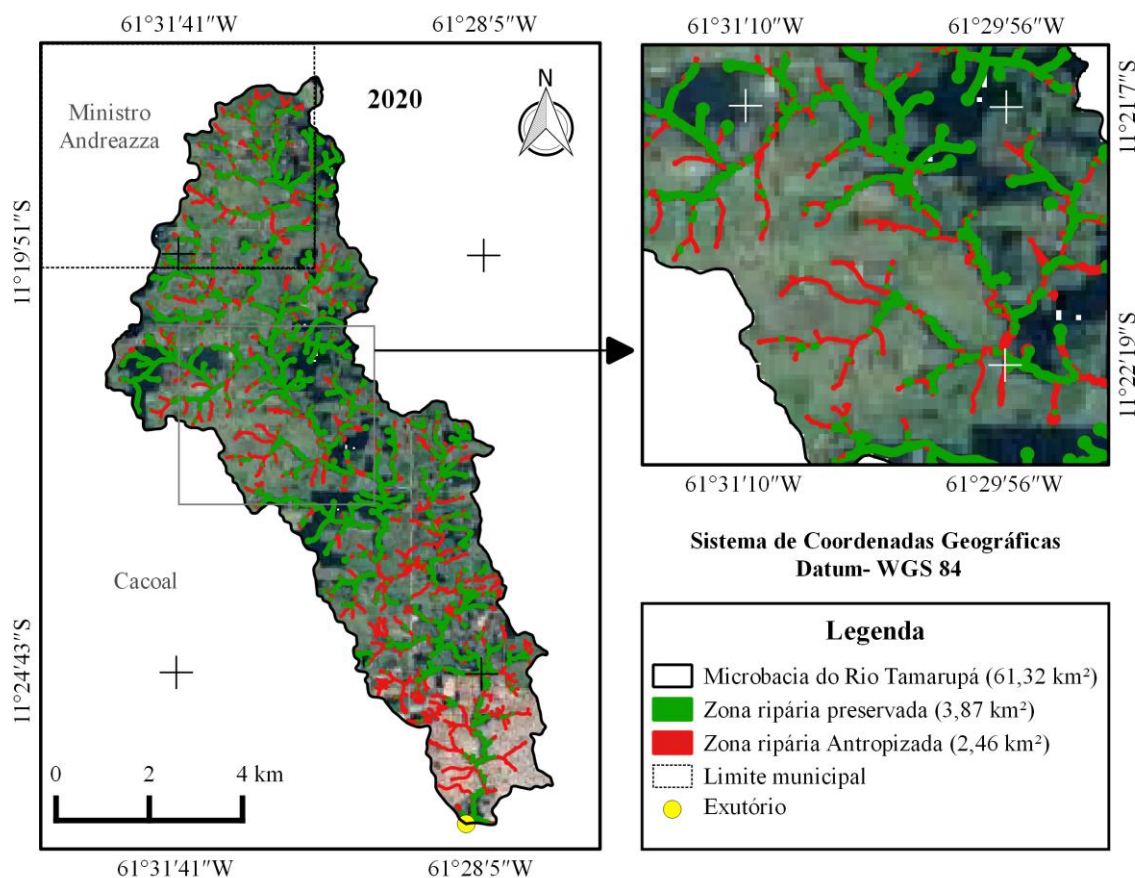 61°31'41"W
61°28'5"W
Ministro
Andreazza
2020
N
11°19'51"S
Cacoal
11°24'43"S
0 2 4 km
61°31'41"W
61°28'5"W
61°31'10"W
61°29'56"W
11°21'7"S
11°22'19"S
61°31'10"W
61°29'56"W
Sistema de Coordenadas Geográficas
Datum- WGS 84
Legenda
Microbacia do Rio Tamarupá (61,32 km²)
Zona ripária preservada (3,87 km²)
Zona ripária Antropizada (2,46 km²)
Limite municipal
Exutório